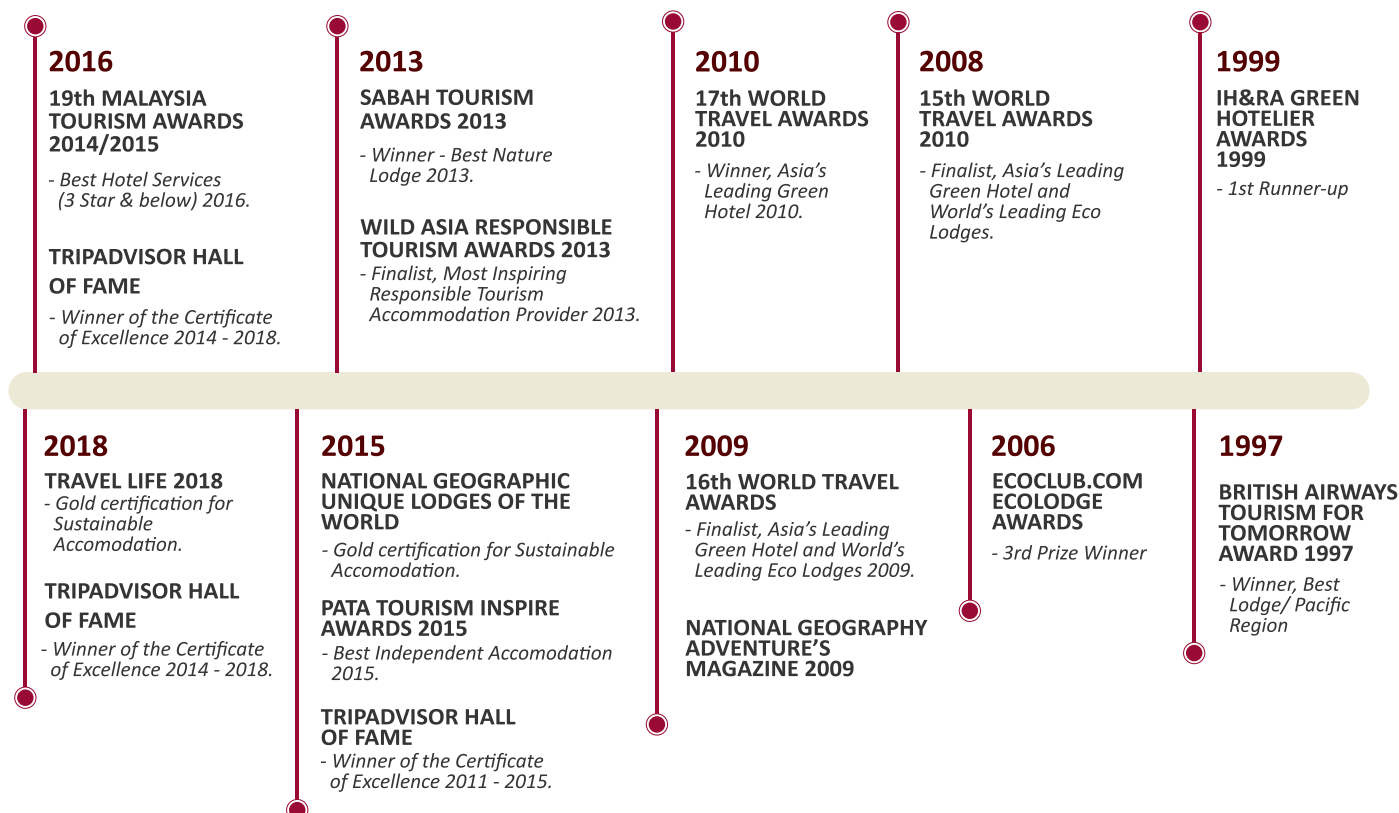 2016
19th MALAYSIA
TOURISM AWARDS
2014/2015
- Best Hotel Services
(3 Star & below) 2016.
TRIPADVISOR HALL
OF FAME
- Winner of the Certificate
of Excellence 2014 - 2018.
2013
SABAH TOURISM
AWARDS 2013
- Winner - Best Nature
Lodge 2013.
WILD ASIA RESPONSIBLE
TOURISM AWARDS 2013
- Finalist, Most Inspiring
Responsible Tourism
Accommodation Provider 2013.
2010
17th WORLD
TRAVEL AWARDS
2010
- Winner, Asia’s
Leading Green
Hotel 2010.
2008
15th WORLD
TRAVEL AWARDS
2010
- Finalist, Asia’s Leading
Green Hotel and
World’s Leading Eco
Lodges.
1999
IH&RA GREEN
HOTELIER
AWARDS
1999
- 1st Runner-up
2018
TRAVEL LIFE 2018
- Gold certification for
Sustainable
Accomodation.
TRIPADVISOR HALL
OF FAME
- Winner of the Certificate
of Excellence 2014 - 2018.
2015
NATIONAL GEOGRAPHIC
UNIQUE LODGES OF THE
WORLD
- Gold certification for Sustainable
Accomodation.
PATA TOURISM INSPIRE
AWARDS 2015
- Best Independent Accomodation
2015.
TRIPADVISOR HALL
OF FAME
- Winner of the Certificate
of Excellence 2011 - 2015.
2009
16th WORLD TRAVEL
AWARDS
- Finalist, Asia’s Leading
Green Hotel and World’s
Leading Eco Lodges 2009.
NATIONAL GEOGRAPHY
ADVENTURE’S
MAGAZINE 2009
2006
ECOCLUB.COM
ECOLODGE
AWARDS
- 3rd Prize Winner
1997
BRITISH AIRWAYS
TOURISM FOR
TOMORROW
AWARD 1997
- Winner, Best
Lodge/ Pacific
Region